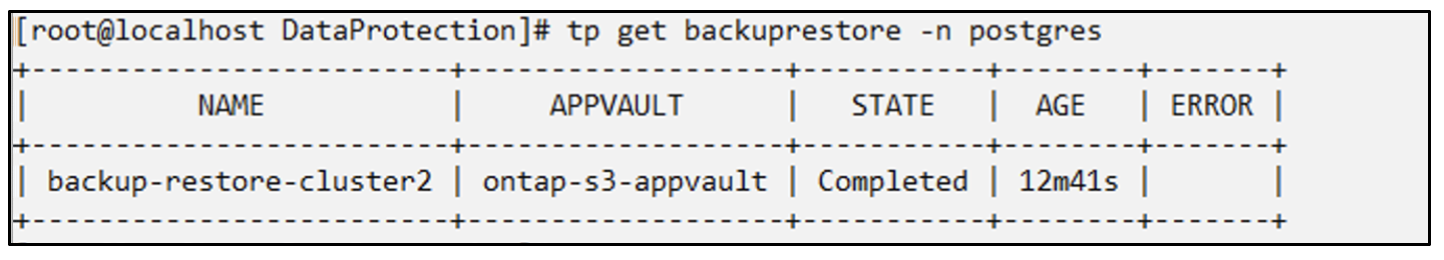 [root@localhost DataProtection]# tp get backuprestore -n postgres
+--------------------------+--------------------+-----------+--------+-------+
|           NAME           |      APPVAULT      |   STATE   |  AGE   | ERROR |
+--------------------------+--------------------+-----------+--------+-------+
| backup-restore-cluster2 | ontap-s3-appvault | Completed | 12m41s |       |
+--------------------------+--------------------+-----------+--------+-------+